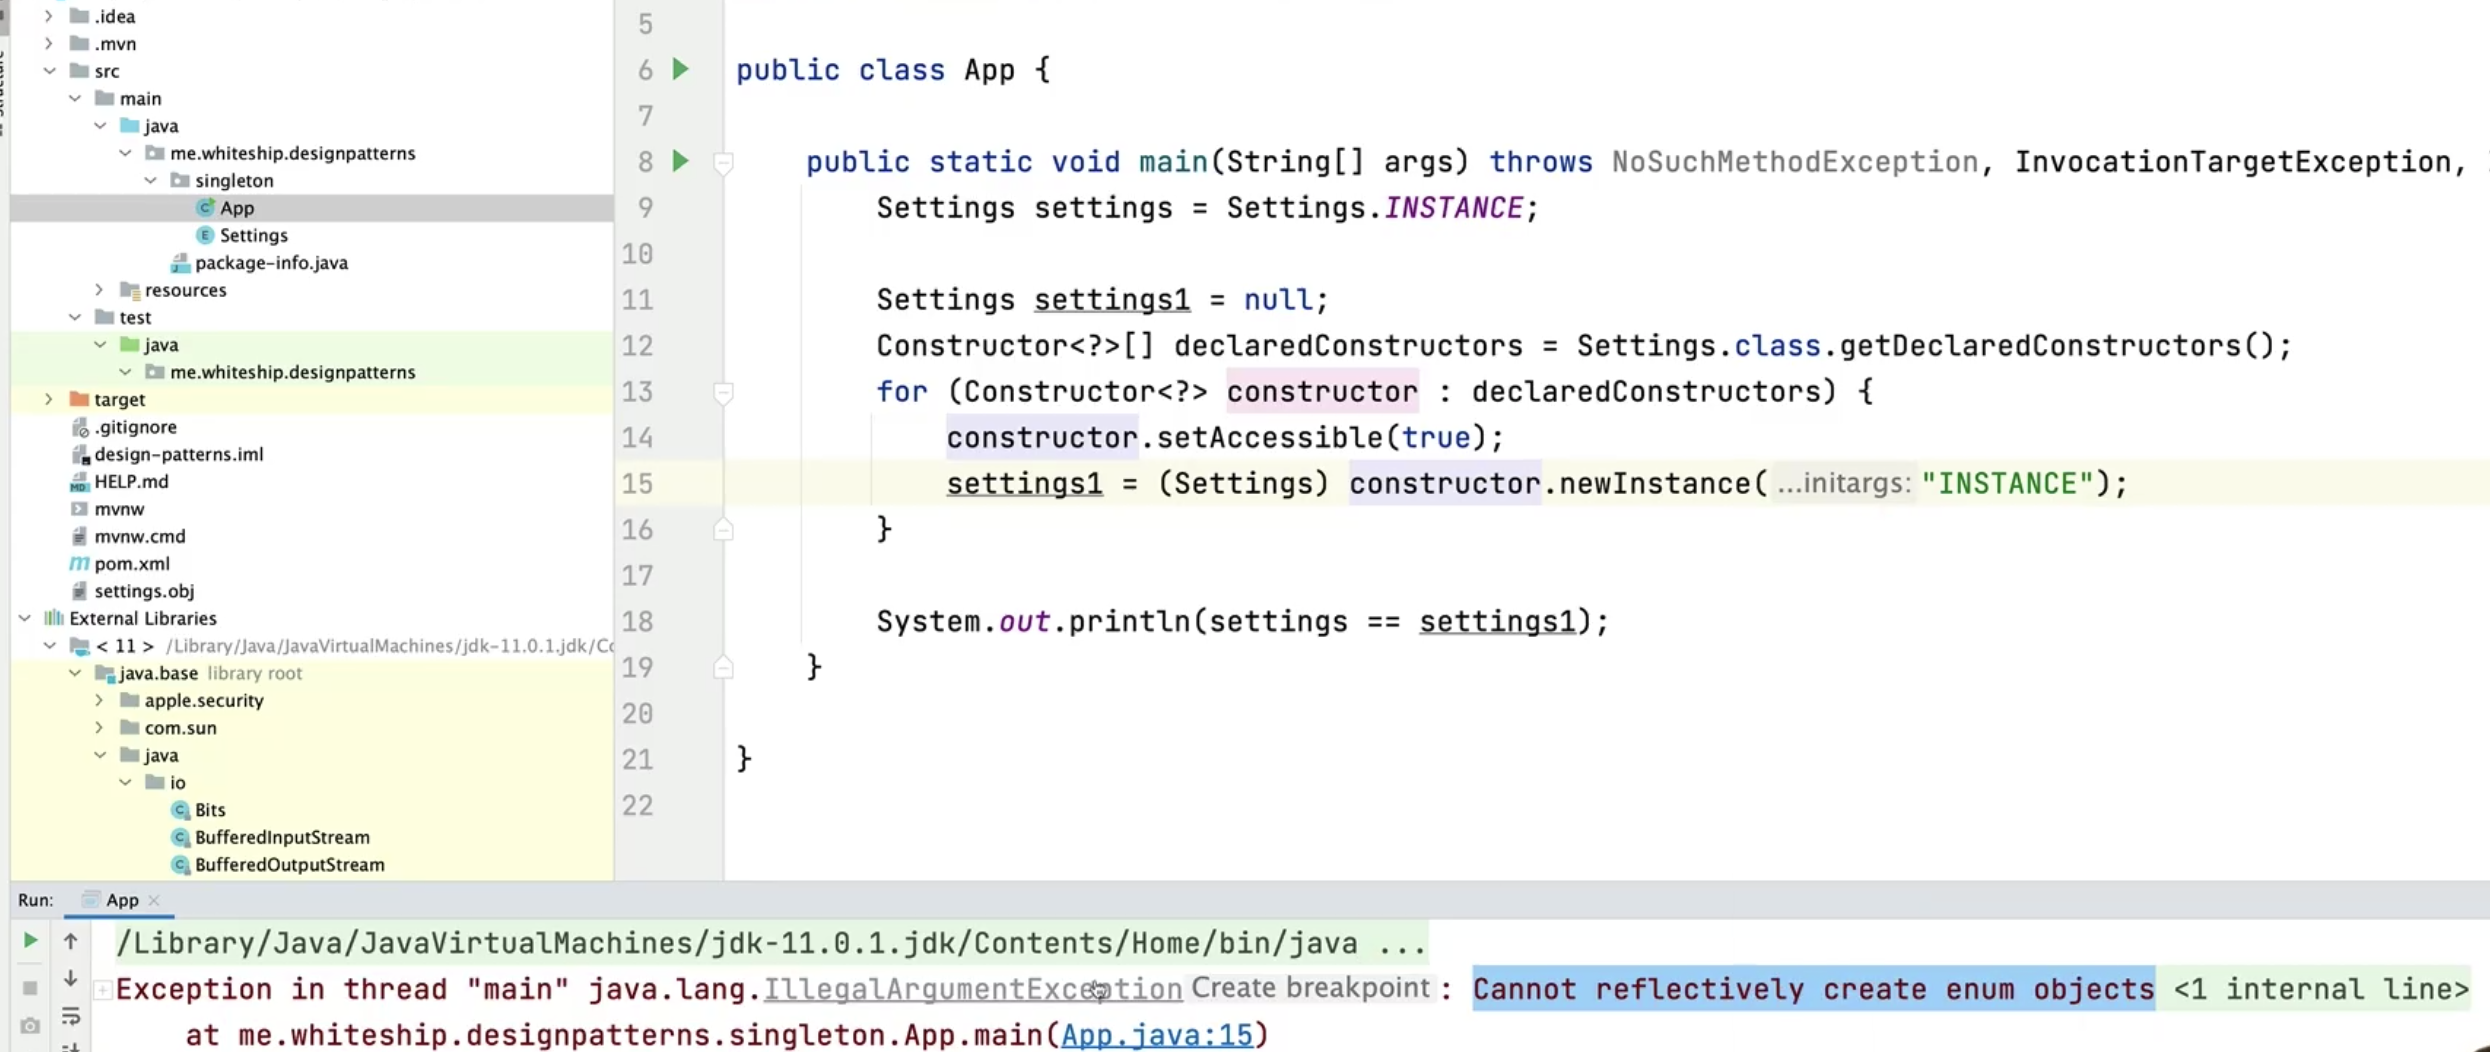 .idea
.mvn
src
main
java
me.whiteship.designpatterns
singleton
App
Settings
package-info.java
resources
test
java
me.whiteship.designpatterns
target
.gitignore
design-patterns.iml
HELP.md
mvnw
mvnw.cmd
pom.xml
settings.obj
External Libraries
< 11 > /Library/Java/JavaVirtualMachines/jdk-11.0.1.jdk/Co
java.base library root
apple.security
com.sun
java
io
Bits
BufferedInputStream
BufferedOutputStream
5
6 public class App {
7
8 public static void main(String[] args) throws NoSuchMethodException, InvocationTargetException,
9 Settings settings = Settings.INSTANCE;
10
11 Settings settings1 = null;
12 Constructor<?>[] declaredConstructors = Settings.class.getDeclaredConstructors();
13 for (Constructor<?> constructor : declaredConstructors) {
14 constructor.setAccessible(true);
15 settings1 = (Settings) constructor.newInstance( ...initargs: "INSTANCE");
16 }
17
18 System.out.println(settings == settings1);
19 }
20
21 }
22
Run: App
/Library/Java/JavaVirtualMachines/jdk-11.0.1.jdk/Contents/Home/bin/java ...
Exception in thread "main" java.lang.IllegalArgumentException Create breakpoint : Cannot reflectively create enum objects <1 internal line>
at me.whiteship.designpatterns.singleton.App.main(App.java:15)